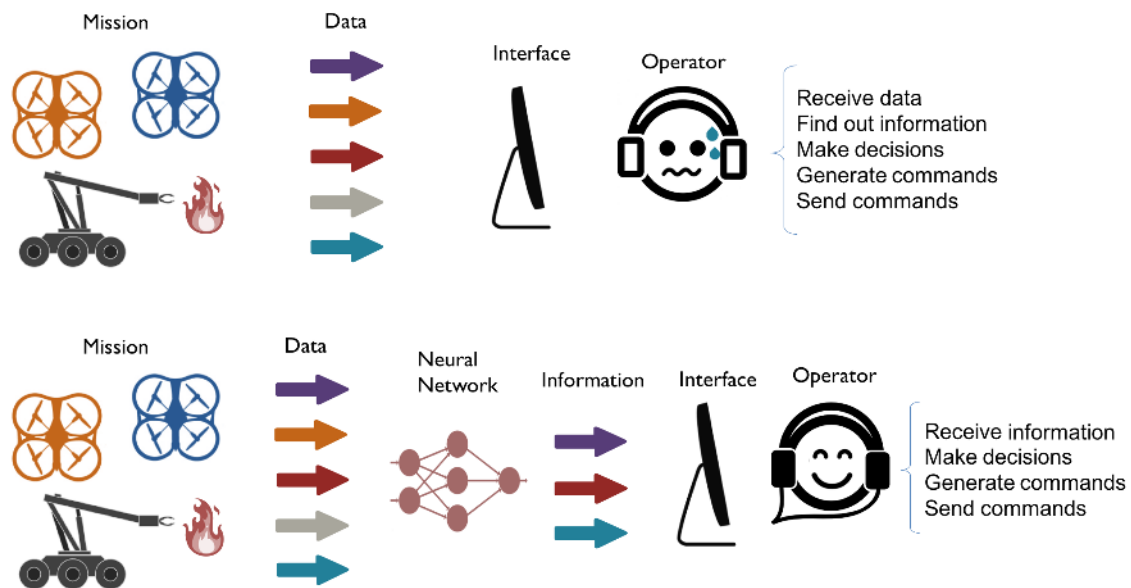 Mission
Data
Interface
Operator
Receive data
Find out information
Make decisions
Generate commands
Send commands
Mission
Data
Neural
Network
Information
Interface
Operator
Receive information
Make decisions
Generate commands
Send commands